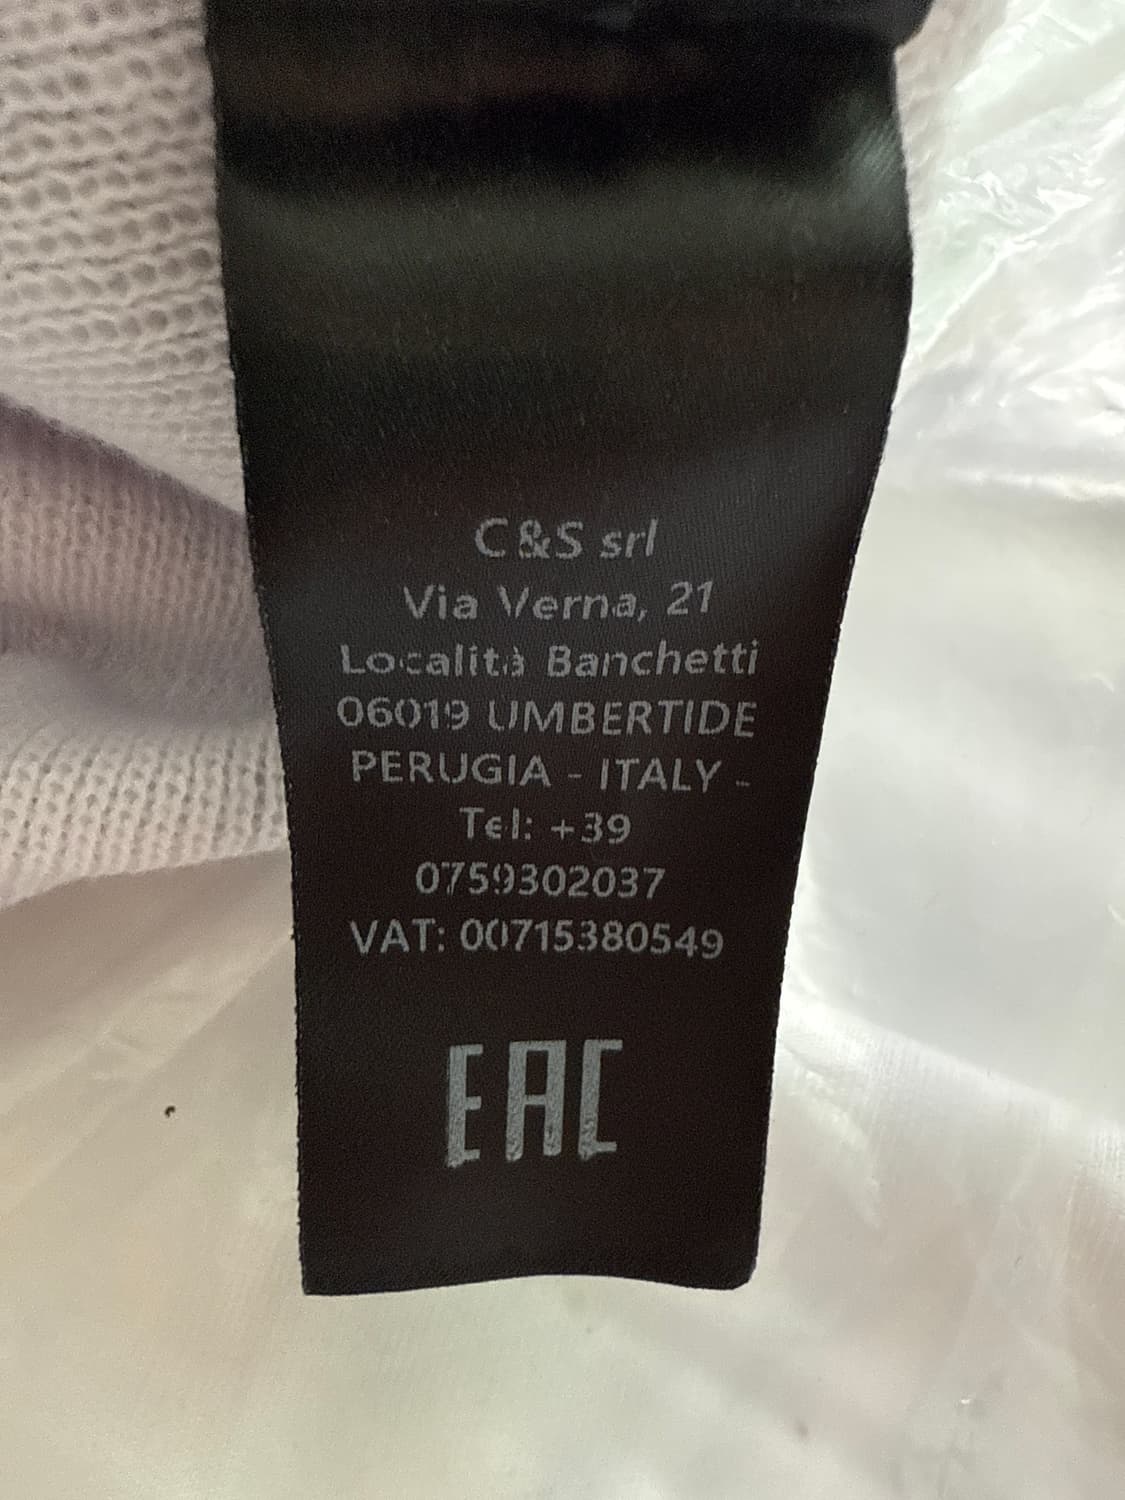 C&S srl
Via Verna, 21
Località Banchetti
06019 UMBERTIDE
PERUGIA - ITALY -
Tel: +39
0759302037
VAT: 00715380549
EAC